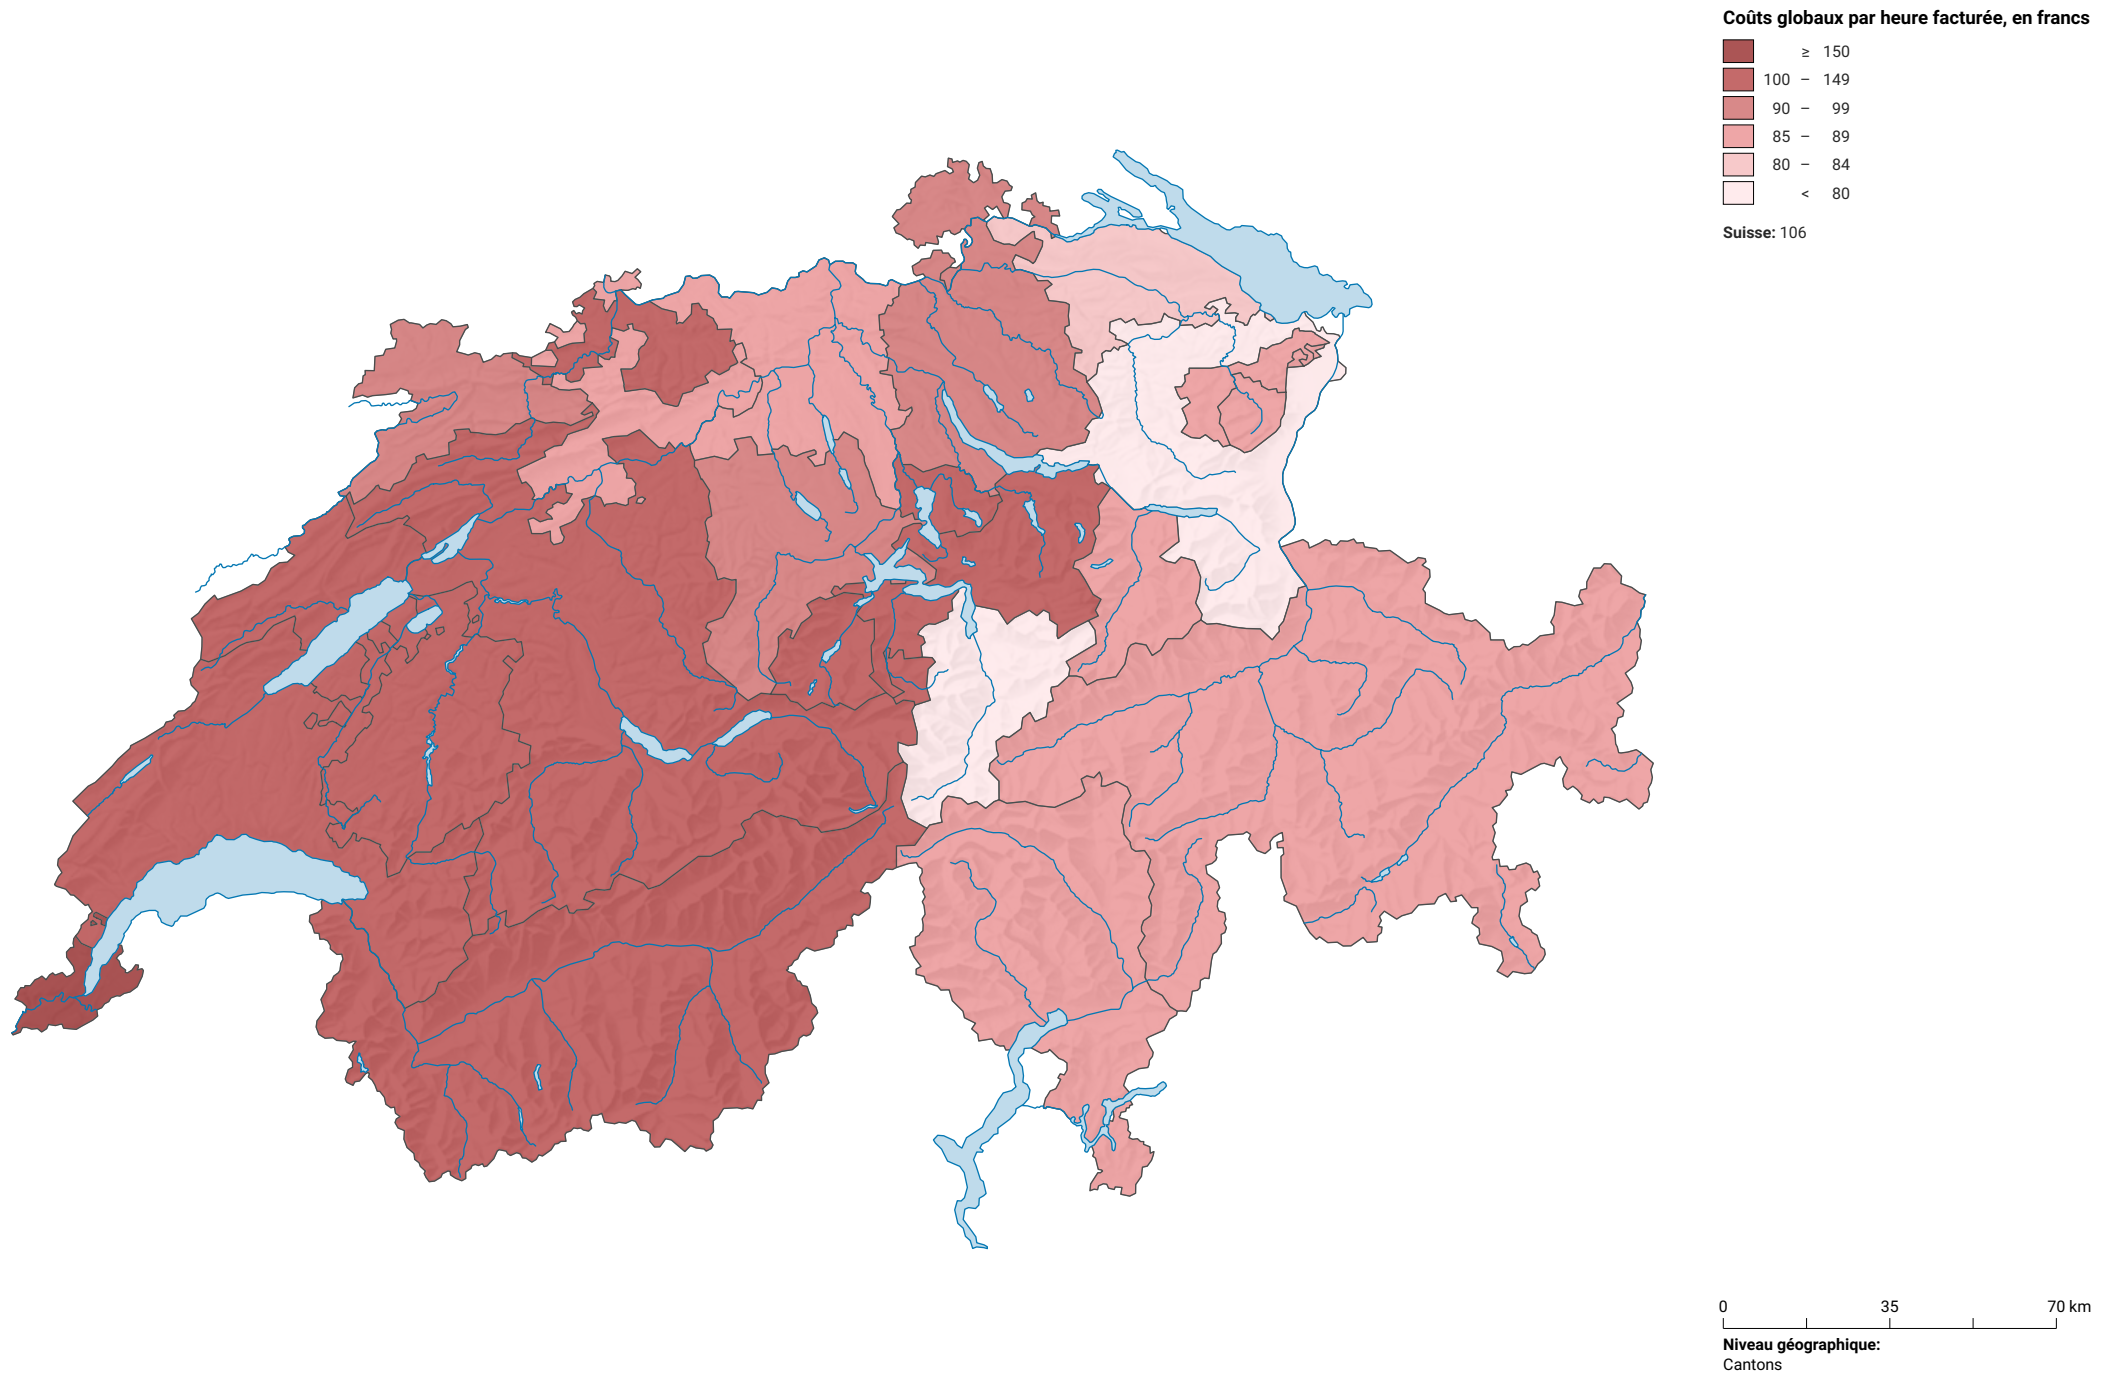 Coûts globaux par heure facturée, en francs
≥ 150
100 – 149
90 – 99
85 – 89
80 – 84
< 80
Suisse: 106
0 35 70 km
Niveau géographique:
Cantons